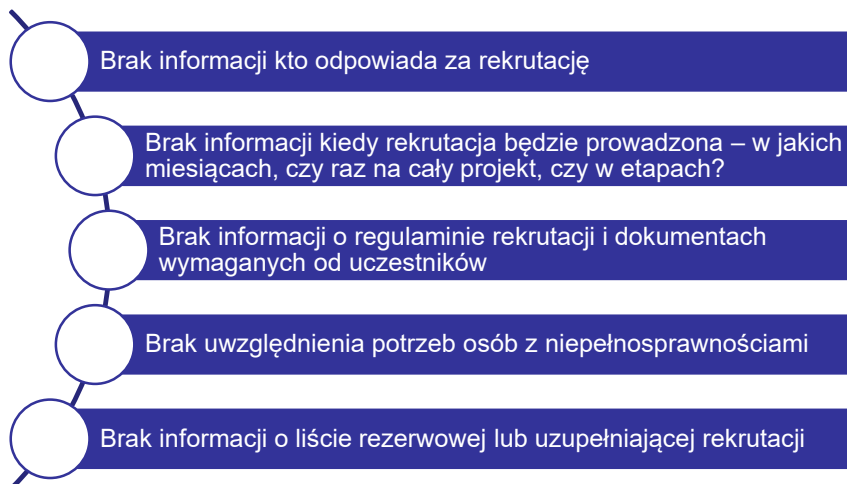 Brak informacji kto odpowiada za rekrutację
Brak informacji kiedy rekrutacja będzie prowadzona – w jakich
miesiącach, czy raz na cały projekt, czy w etapach?
Brak informacji o regulaminie rekrutacji i dokumentach
wymaganych od uczestników
Brak uwzględnienia potrzeb osób z niepełnosprawnościami
Brak informacji o liście rezerwowej lub uzupełniającej rekrutacji